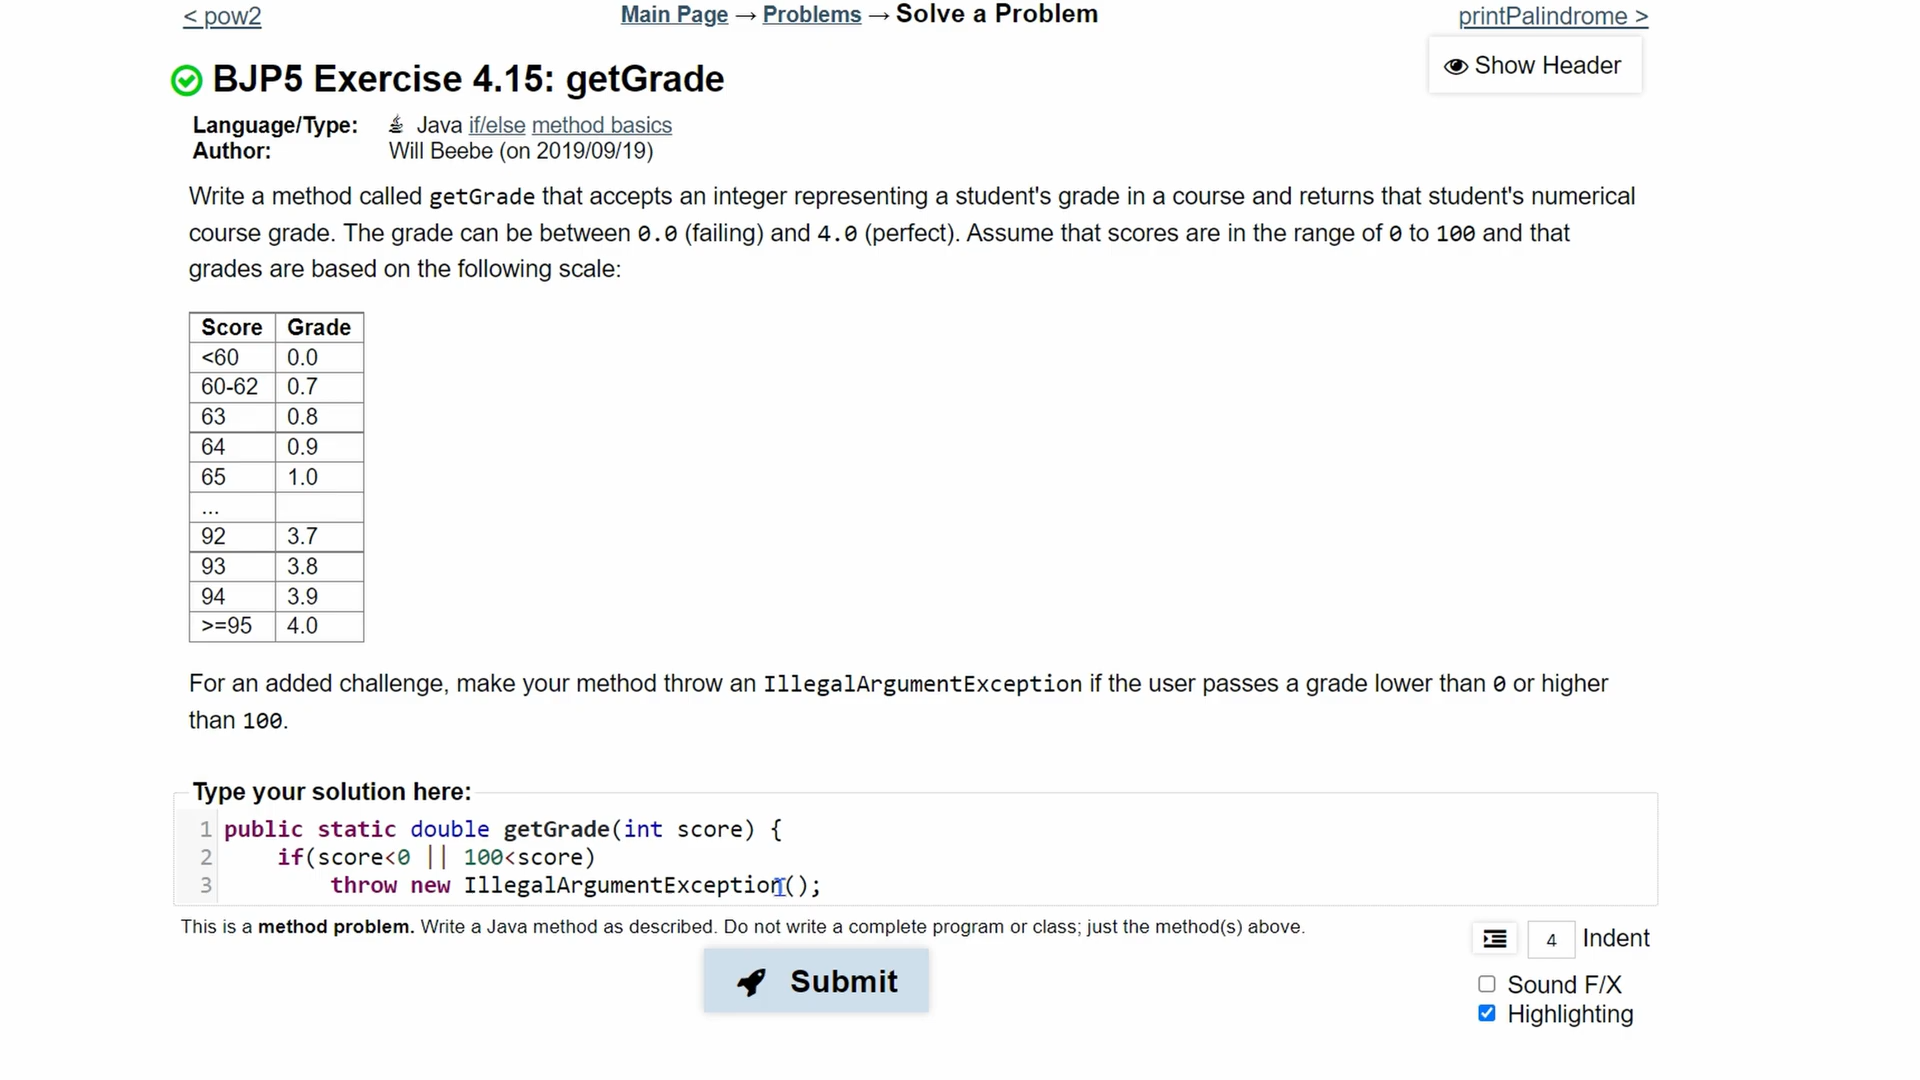 < pow2
Main Page → Problems → Solve a Problem
printPalindrome >
Show Header
BJP5 Exercise 4.15: getGrade
Language/Type: Java if/else method basics
Author: Will Beebe (on 2019/09/19)
Write a method called getGrade that accepts an integer representing a student's grade in a course and returns that student's numerical
course grade. The grade can be between 0.0 (failing) and 4.0 (perfect). Assume that scores are in the range of 0 to 100 and that
grades are based on the following scale:
Score Grade
<60 0.0
60-62 0.7
63 0.8
64 0.9
65 1.0
...
92 3.7
93 3.8
94 3.9
>=95 4.0
For an added challenge, make your method throw an IllegalArgumentException if the user passes a grade lower than 0 or higher
than 100.
Type your solution here:
1 public static double getGrade(int score) {
2 if(score<0 || 100<score)
3 throw new IllegalArgumentException();
This is a method problem. Write a Java method as described. Do not write a complete program or class; just the method(s) above.
4 Indent
Submit
Sound F/X
Highlighting